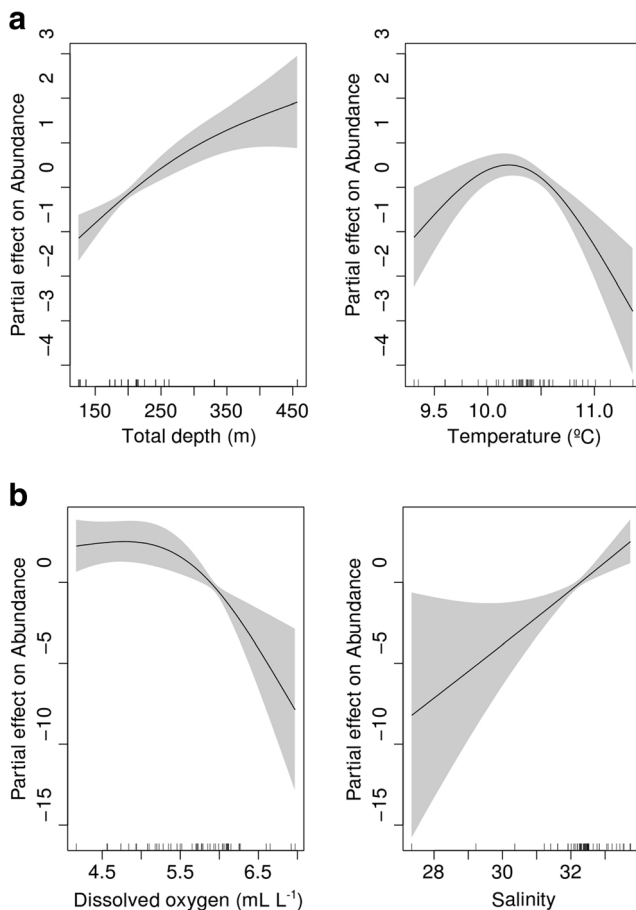 a
Partial effect on Abundance
3
2
1
0
−1
−2
−3
−4
150 250 350 450
Total depth (m)
Partial effect on Abundance
3
2
1
0
−1
−2
−3
−4
9.5 10.0 11.0
Temperature (ºC)
b
Partial effect on Abundance
0
−5
−10
−15
4.5 5.5 6.5
Dissolved oxygen (mL L⁻¹)
Partial effect on Abundance
0
−5
−10
−15
28 30 32
Salinity